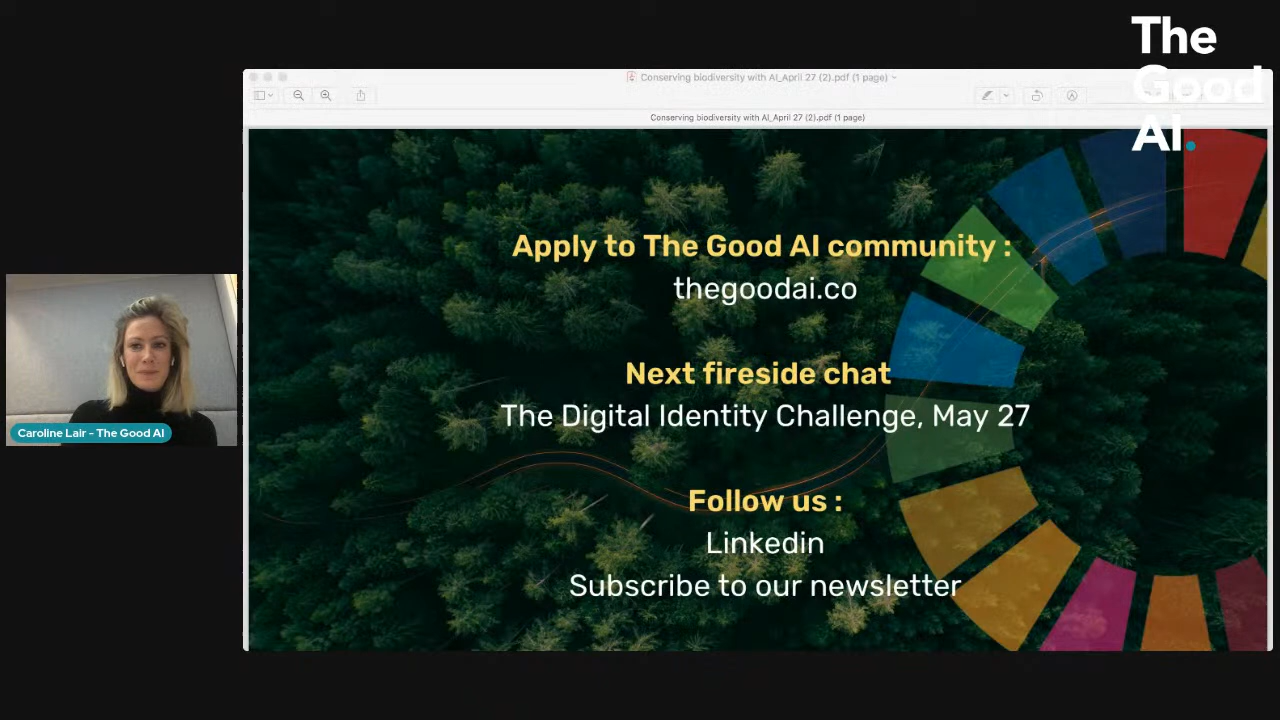 The
Good
AI.
Conserving biodiversity with AI_April 27 (2).pdf (1 page)
Conserving biodiversity with AI_April 27 (2).pdf (1 page)
Apply to The Good AI community :
thegoodai.co
Next fireside chat
The Digital Identity Challenge, May 27
Follow us :
Linkedin
Subscribe to our newsletter
Caroline Lair - The Good AI